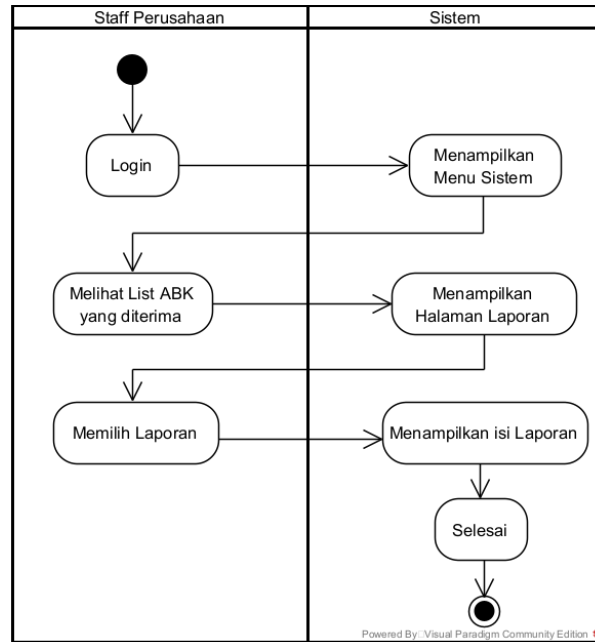 Staff Perusahaan
Sistem
Login
Menampilkan
Menu Sistem
Melihat List ABK
yang diterima
Menampilkan
Halaman Laporan
Memilih Laporan
Menampilkan isi Laporan
Selesai
Powered By Visual Paradigm Community Edition